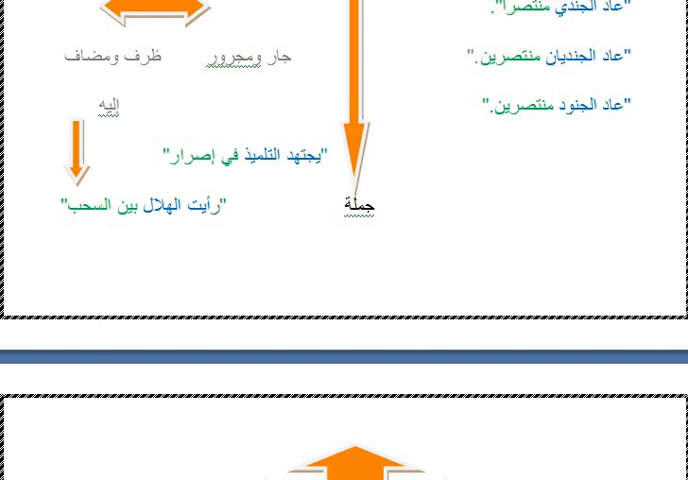 "عاد الجندي منتصرا".
"عاد الجنديان منتصرين."
"عاد الجنود منتصرين."
جار ومجرور
ظرف ومضاف
إليه
"يجتهد التلميذ في إصرار"
جملة
"رأيت الهلال بين السحب"